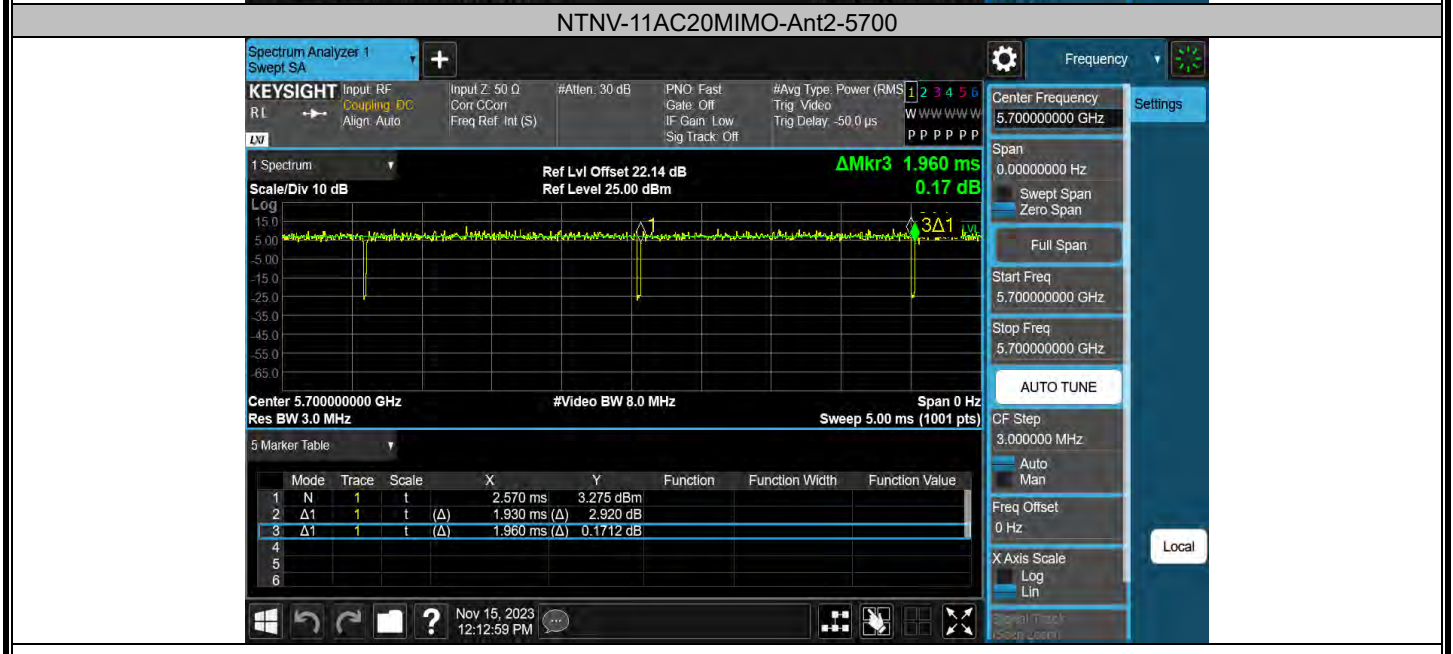 NTNV-11AC20MIMO-Ant2-5700
Spectrum Analyzer 1
Swept SA
+
Frequency
KEYSIGHT Input: RF Input Z: 50 Ω #Atten: 30 dB PNO: Fast #Avg Type: Power (RMS 1 2 3 4 5 6
RL Coupling: DC Corr CCorr Gate: Off Trig: Video
Align: Auto Freq Ref: Int (S) IF Gain: Low Trig Delay: -50.0 µs W W W W W W
LXI Sig Track: Off P P P P P P
Center Frequency
5.700000000 GHz
Settings
1 Spectrum
Ref Lvl Offset 22.14 dB ΔMkr3 1.960 ms
Scale/Div 10 dB Ref Level 25.00 dBm 0.17 dB
Log
15.0
5.00
-5.00
-15.0
-25.0
-35.0
-45.0
-55.0
-65.0
1
3Δ1
Center 5.700000000 GHz #Video BW 8.0 MHz Span 0 Hz
Res BW 3.0 MHz Sweep 5.00 ms (1001 pts)
Span
0.00000000 Hz
Swept Span
Zero Span
Full Span
Start Freq
5.700000000 GHz
Stop Freq
5.700000000 GHz
AUTO TUNE
CF Step
3.000000 MHz
Auto
Man
Freq Offset
0 Hz
X Axis Scale
Log
Lin
Local
5 Marker Table
Mode Trace Scale X Y Function Function Width Function Value
1 N 1 t 2.570 ms 3.275 dBm
2 Δ1 1 t (Δ) 1.930 ms (Δ) 2.920 dB
3 Δ1 1 t (Δ) 1.960 ms (Δ) 0.1712 dB
4
5
6
?
Nov 15, 2023
12:12:59 PM